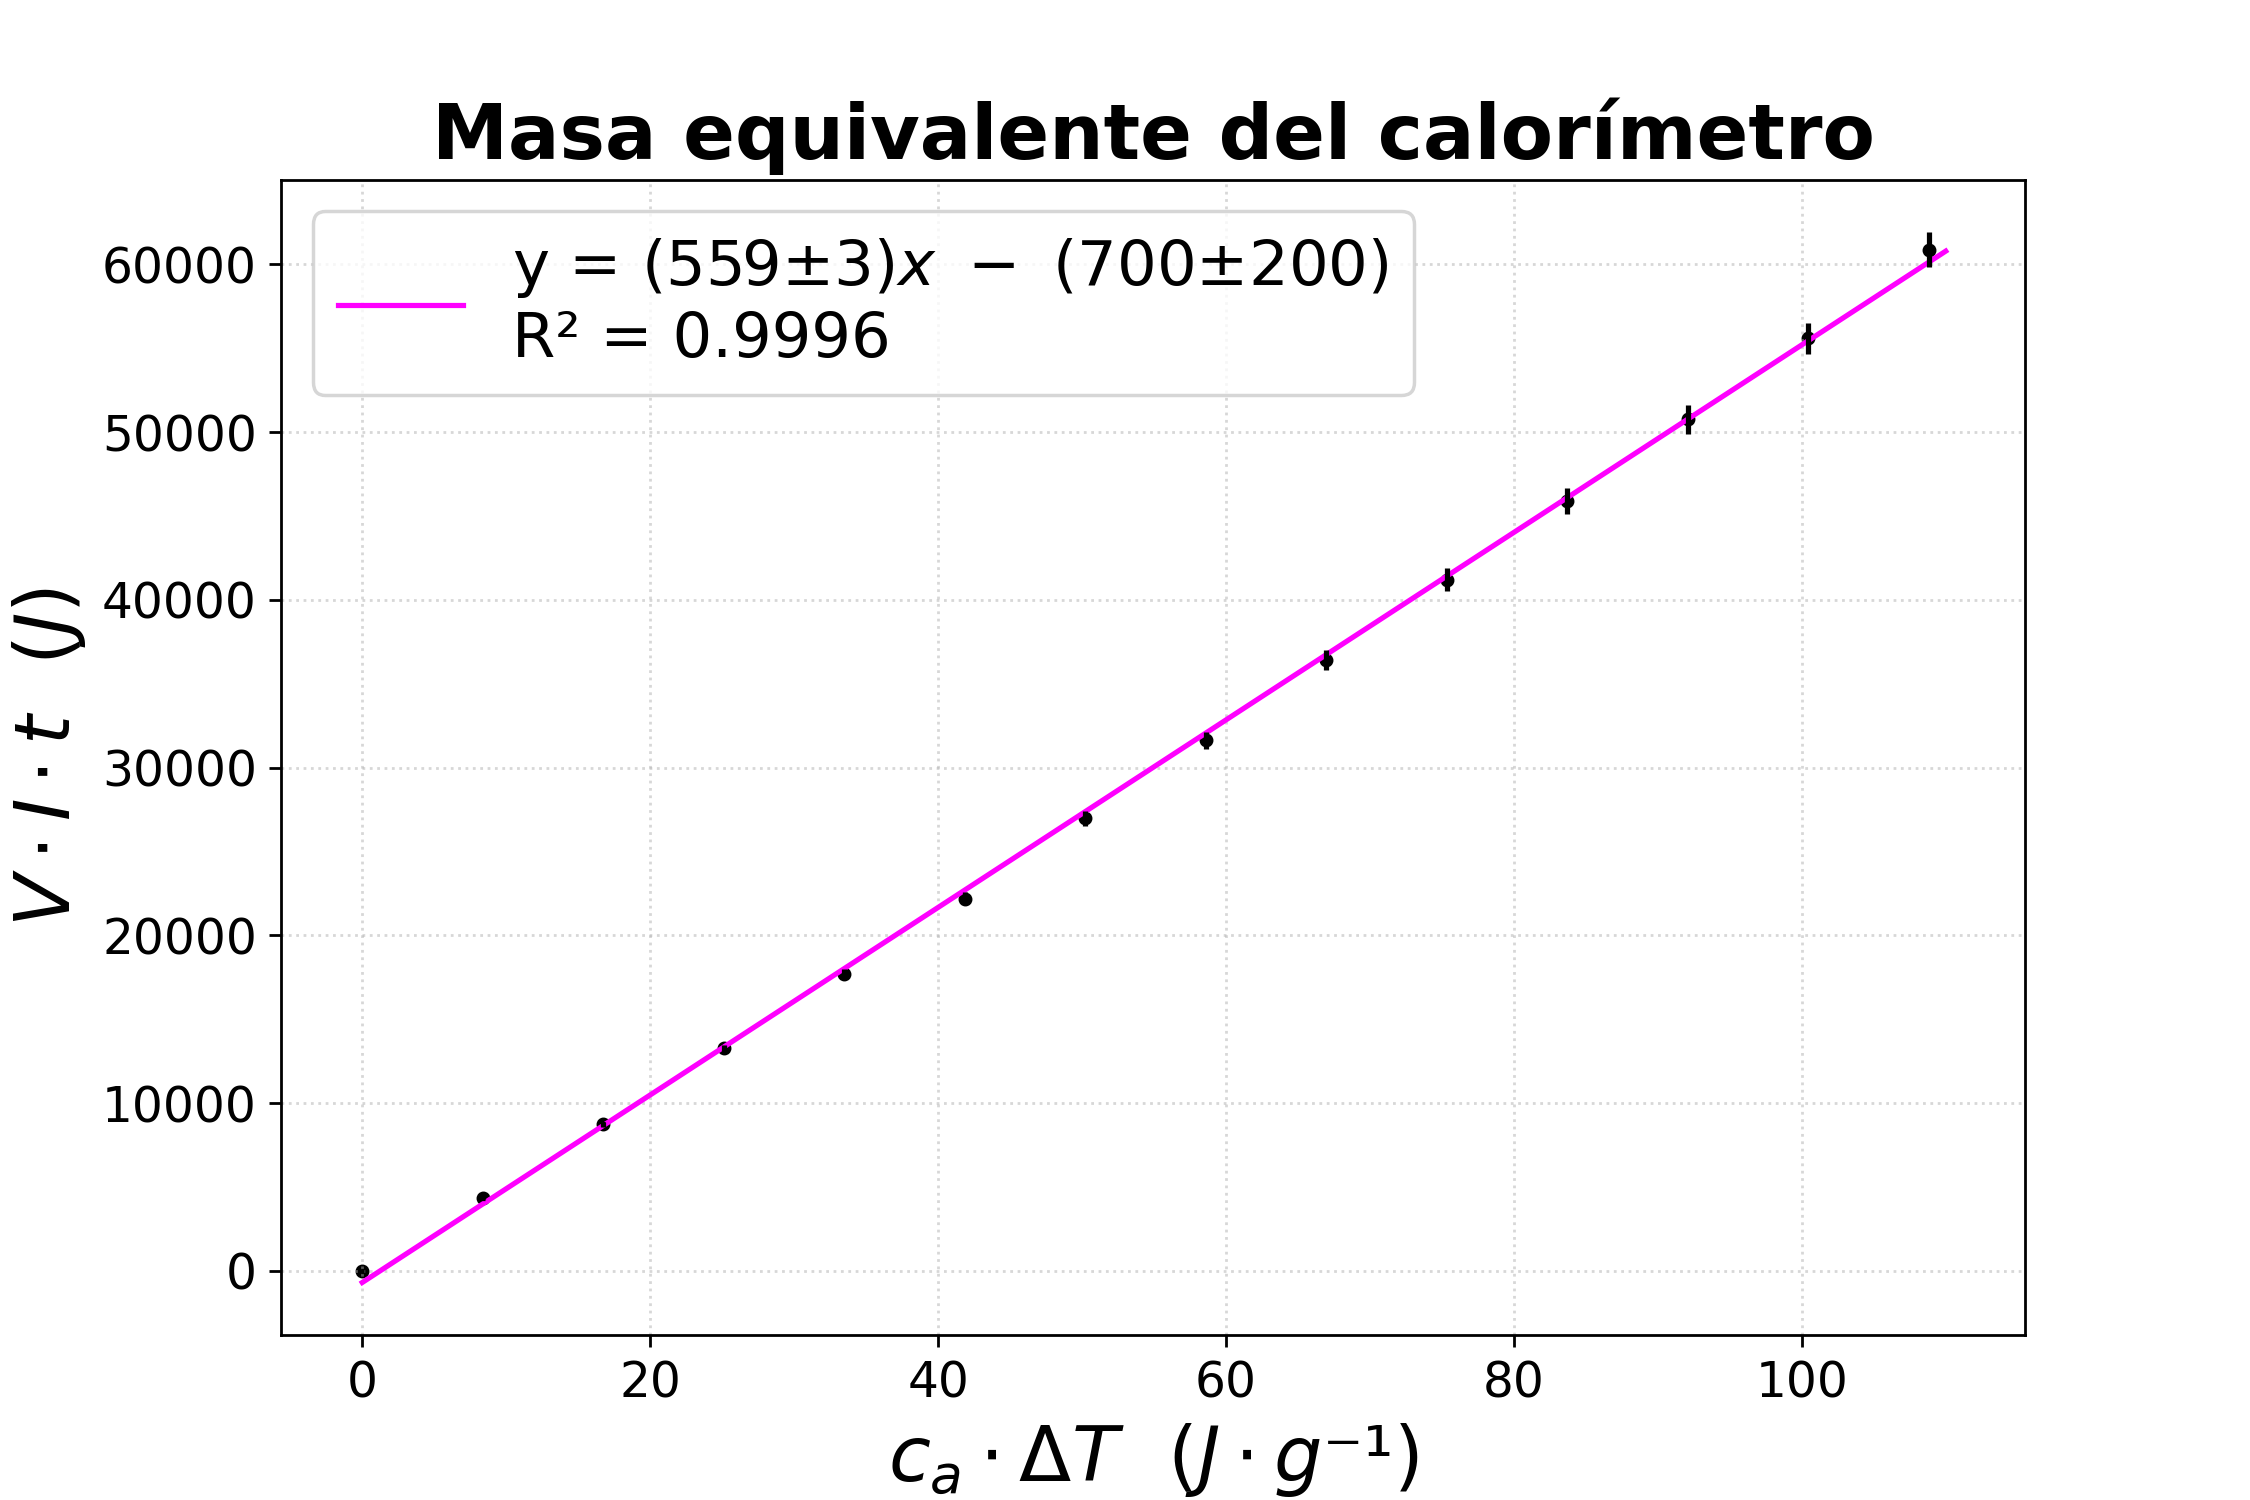 Masa equivalente del calorímetro
y = (559±3)x − (700±200)
R² = 0.9996
60000
50000
40000
30000
20000
10000
0
V · I · t (J)
0 20 40 60 80 100
cₐ · ΔT (J · g⁻¹)